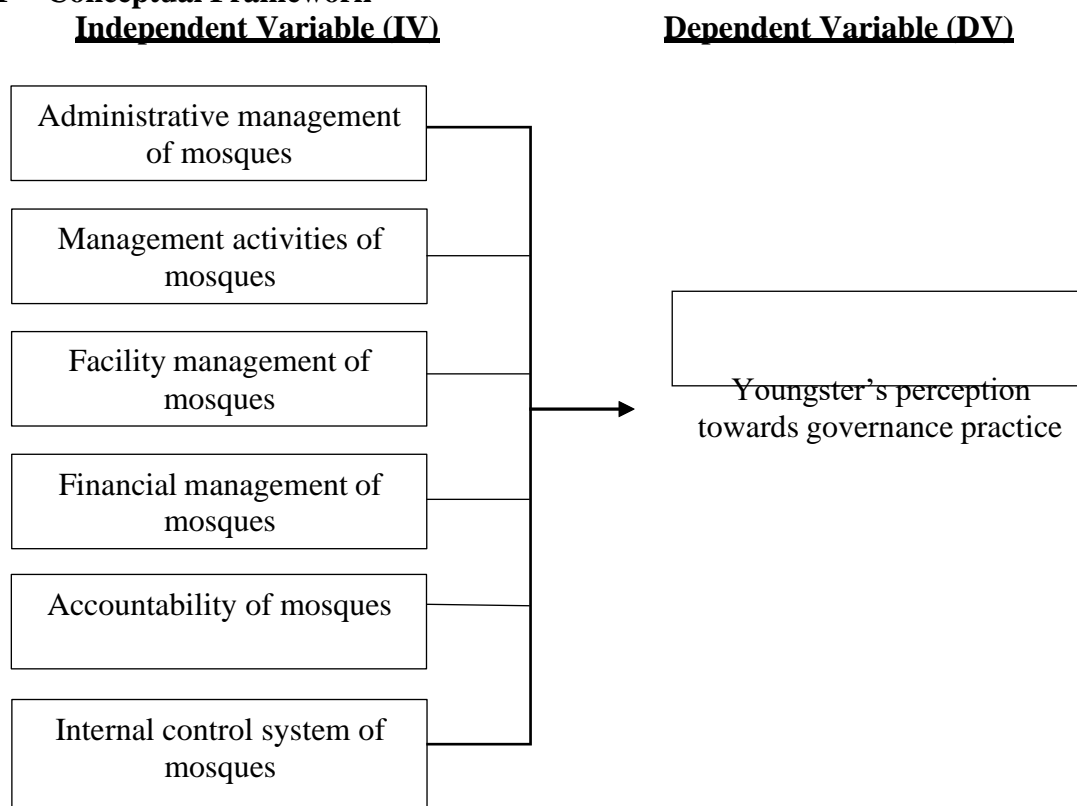 Conceptual Framework
Independent Variable (IV)
Dependent Variable (DV)
Administrative management
of mosques
Management activities of
mosques
Facility management of
mosques
Financial management of
mosques
Accountability of mosques
Internal control system of
mosques
Youngster’s perception
towards governance practice